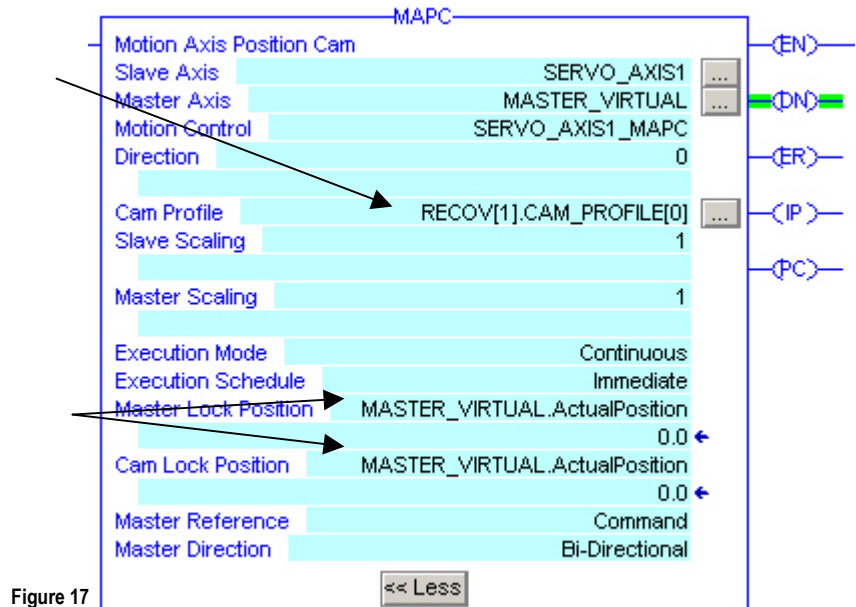 MAPC
Motion Axis Position Cam
EN
Slave Axis SERVO_AXIS1 ...
Master Axis MASTER_VIRTUAL ...
DN
Motion Control SERVO_AXIS1_MAPC
Direction 0
ER
Cam Profile RECOV[1].CAM_PROFILE[0] ...
IP
Slave Scaling 1
PC
Master Scaling 1
Execution Mode Continuous
Execution Schedule Immediate
Master Lock Position MASTER_VIRTUAL.ActualPosition
0.0
Cam Lock Position MASTER_VIRTUAL.ActualPosition
0.0
Master Reference Command
Master Direction Bi-Directional
<< Less
Figure 17